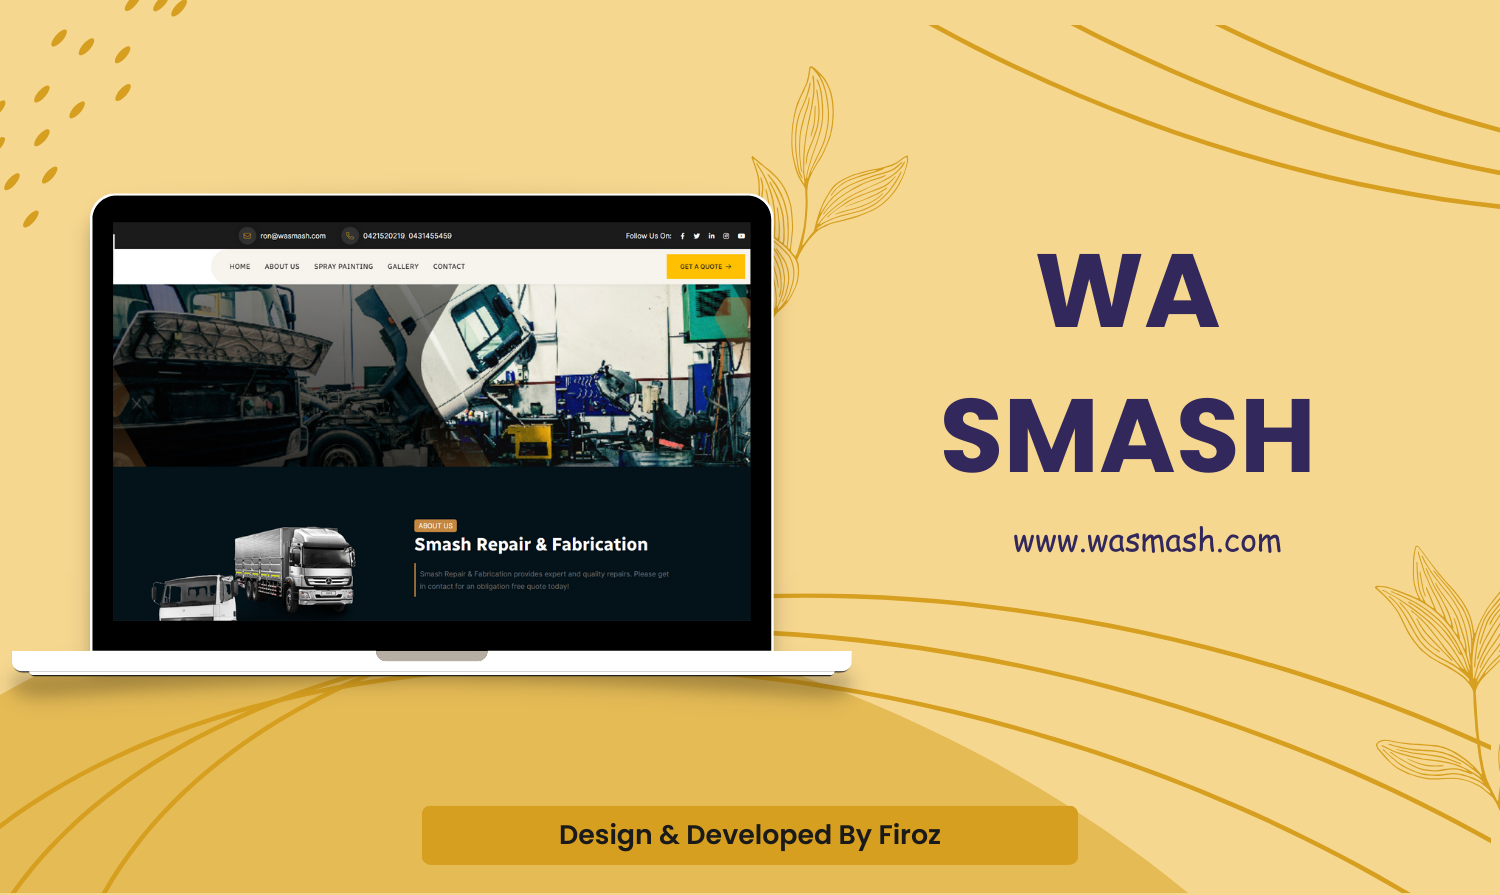 ron@wasmash.com 0421520219, 0431455459 Follow Us On:
HOME ABOUT US SPRAY PAINTING GALLERY CONTACT GET A QUOTE →
ABOUT US
Smash Repair & Fabrication
Smash Repair & Fabrication provides expert and quality repairs. Please get
in contact for an obligation free quote today!
WA
SMASH
www.wasmash.com
Design & Developed By Firoz